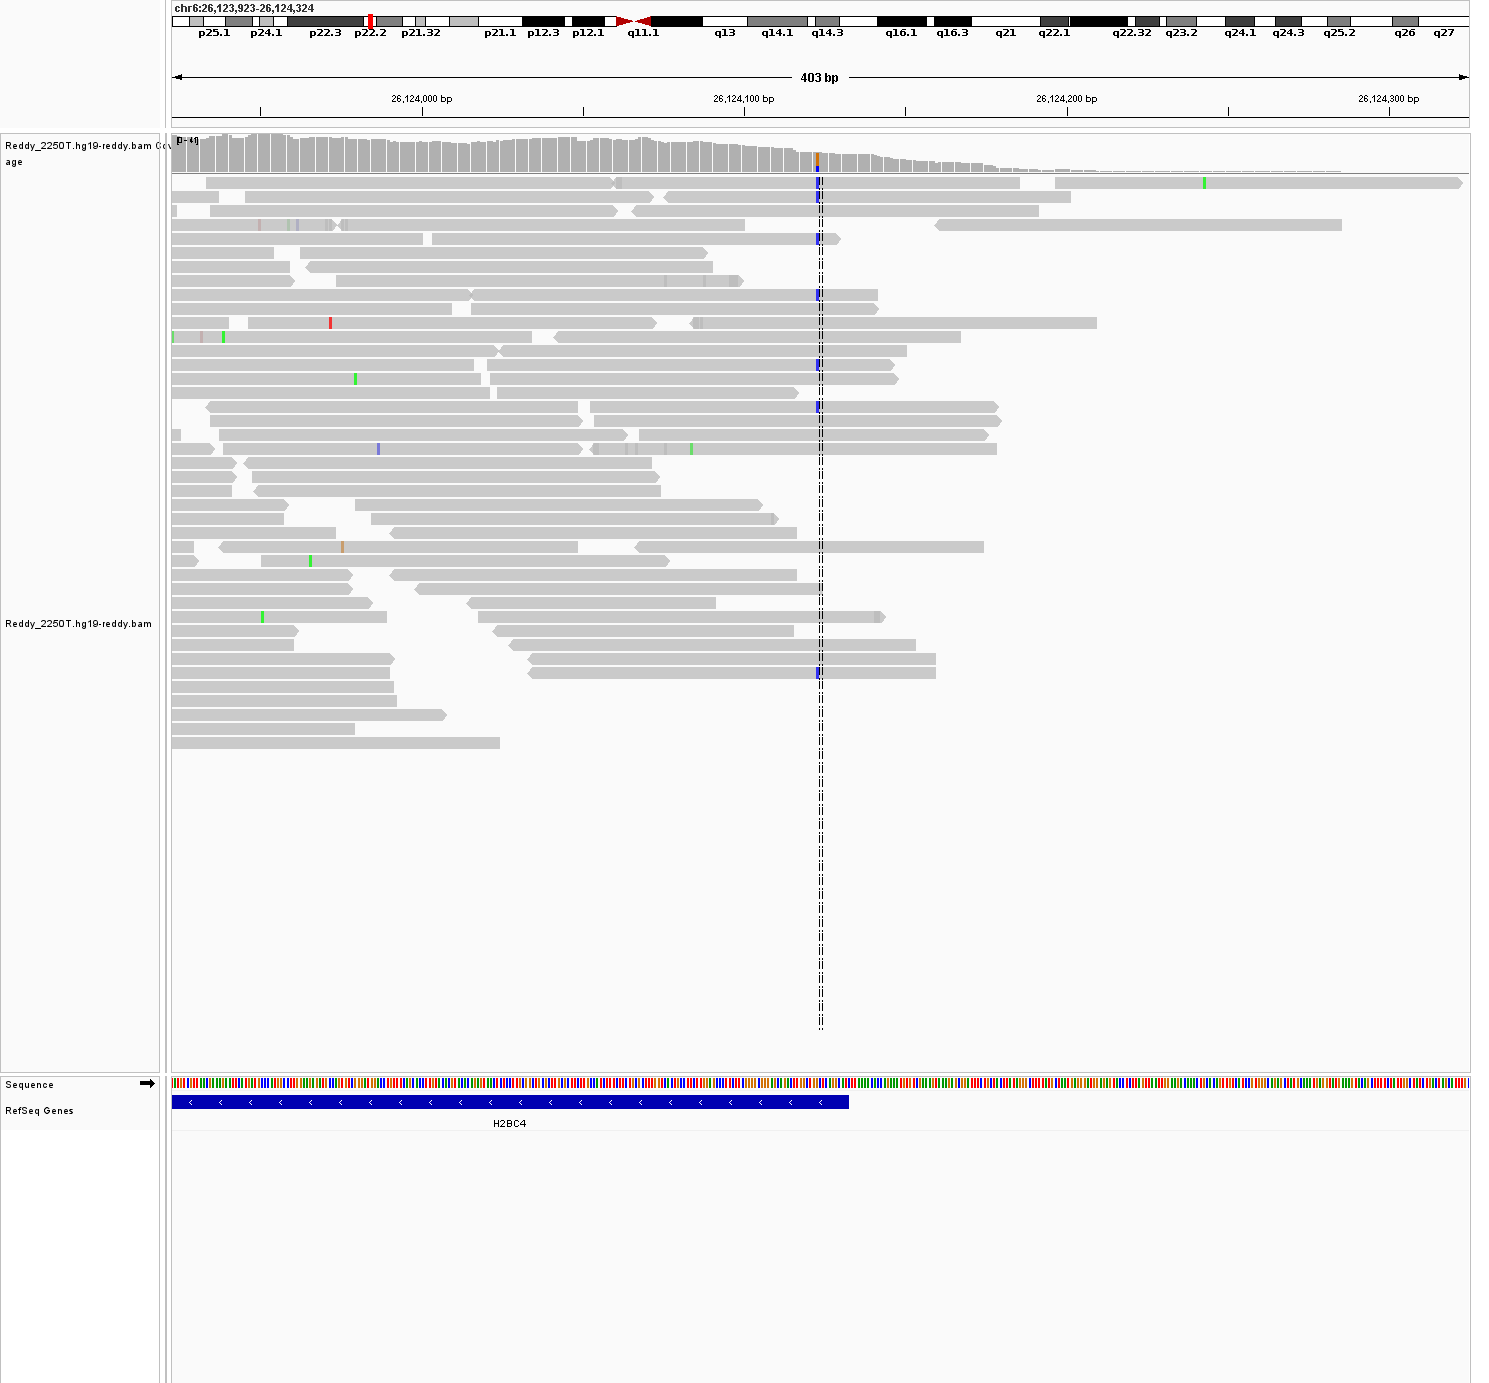 chr6:26,123,923-26,124,324
p25.1 p24.1 p22.3 p22.2 p21.32 p21.1 p12.3 p12.1 q11.1 q13 q14.1 q14.3 q16.1 q16.3 q21 q22.1 q22.32 q23.2 q24.1 q24.3 q25.2 q26 q27
403 bp
26,124,000 bp 26,124,100 bp 26,124,200 bp 26,124,300 bp
[0 - 41]
Reddy_2250T.hg19-reddy.bam Cov
age
Reddy_2250T.hg19-reddy.bam
Sequence
RefSeq Genes
H2BC4